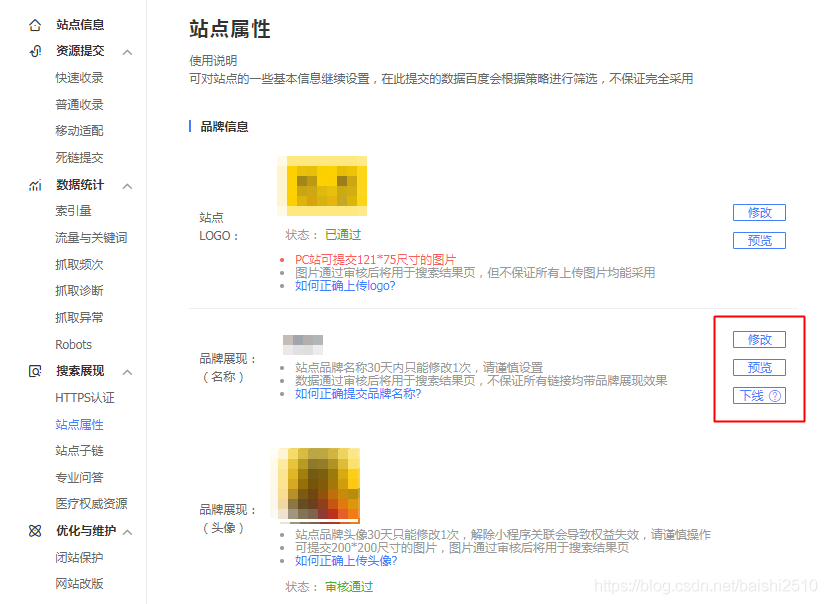 站点信息
资源提交
快速收录
普通收录
移动适配
死链提交
数据统计
索引量
流量与关键词
抓取频次
抓取诊断
抓取异常
Robots
搜索展现
HTTPS认证
站点属性
站点子链
专业问答
医疗权威资源
优化与维护
闭站保护
网站改版
站点属性
使用说明
可对站点的一些基本信息继续设置，在此提交的数据百度会根据策略进行筛选，不保证完全采用
品牌信息
站点
LOGO：
状态： 已通过
PC站可提交121*75尺寸的图片
图片通过审核后将用于搜索结果页，但不保证所有上传图片均能采用
如何正确上传logo?
修改
预览
品牌展现：
（名称）
站点品牌名称30天内只能修改1次，请谨慎设置
数据通过审核后将用于搜索结果页，不保证所有链接均带品牌展现效果
如何正确提交品牌名称?
修改
预览
下线 ?
品牌展现：
（头像）
站点品牌头像30天只能修改1次，解除小程序关联会导致权益失效，请谨慎操作
可提交200*200尺寸的图片，图片通过审核后将用于搜索结果页
如何正确上传头像?
状态： 审核通过
https://blog.csdn.net/baishi2510